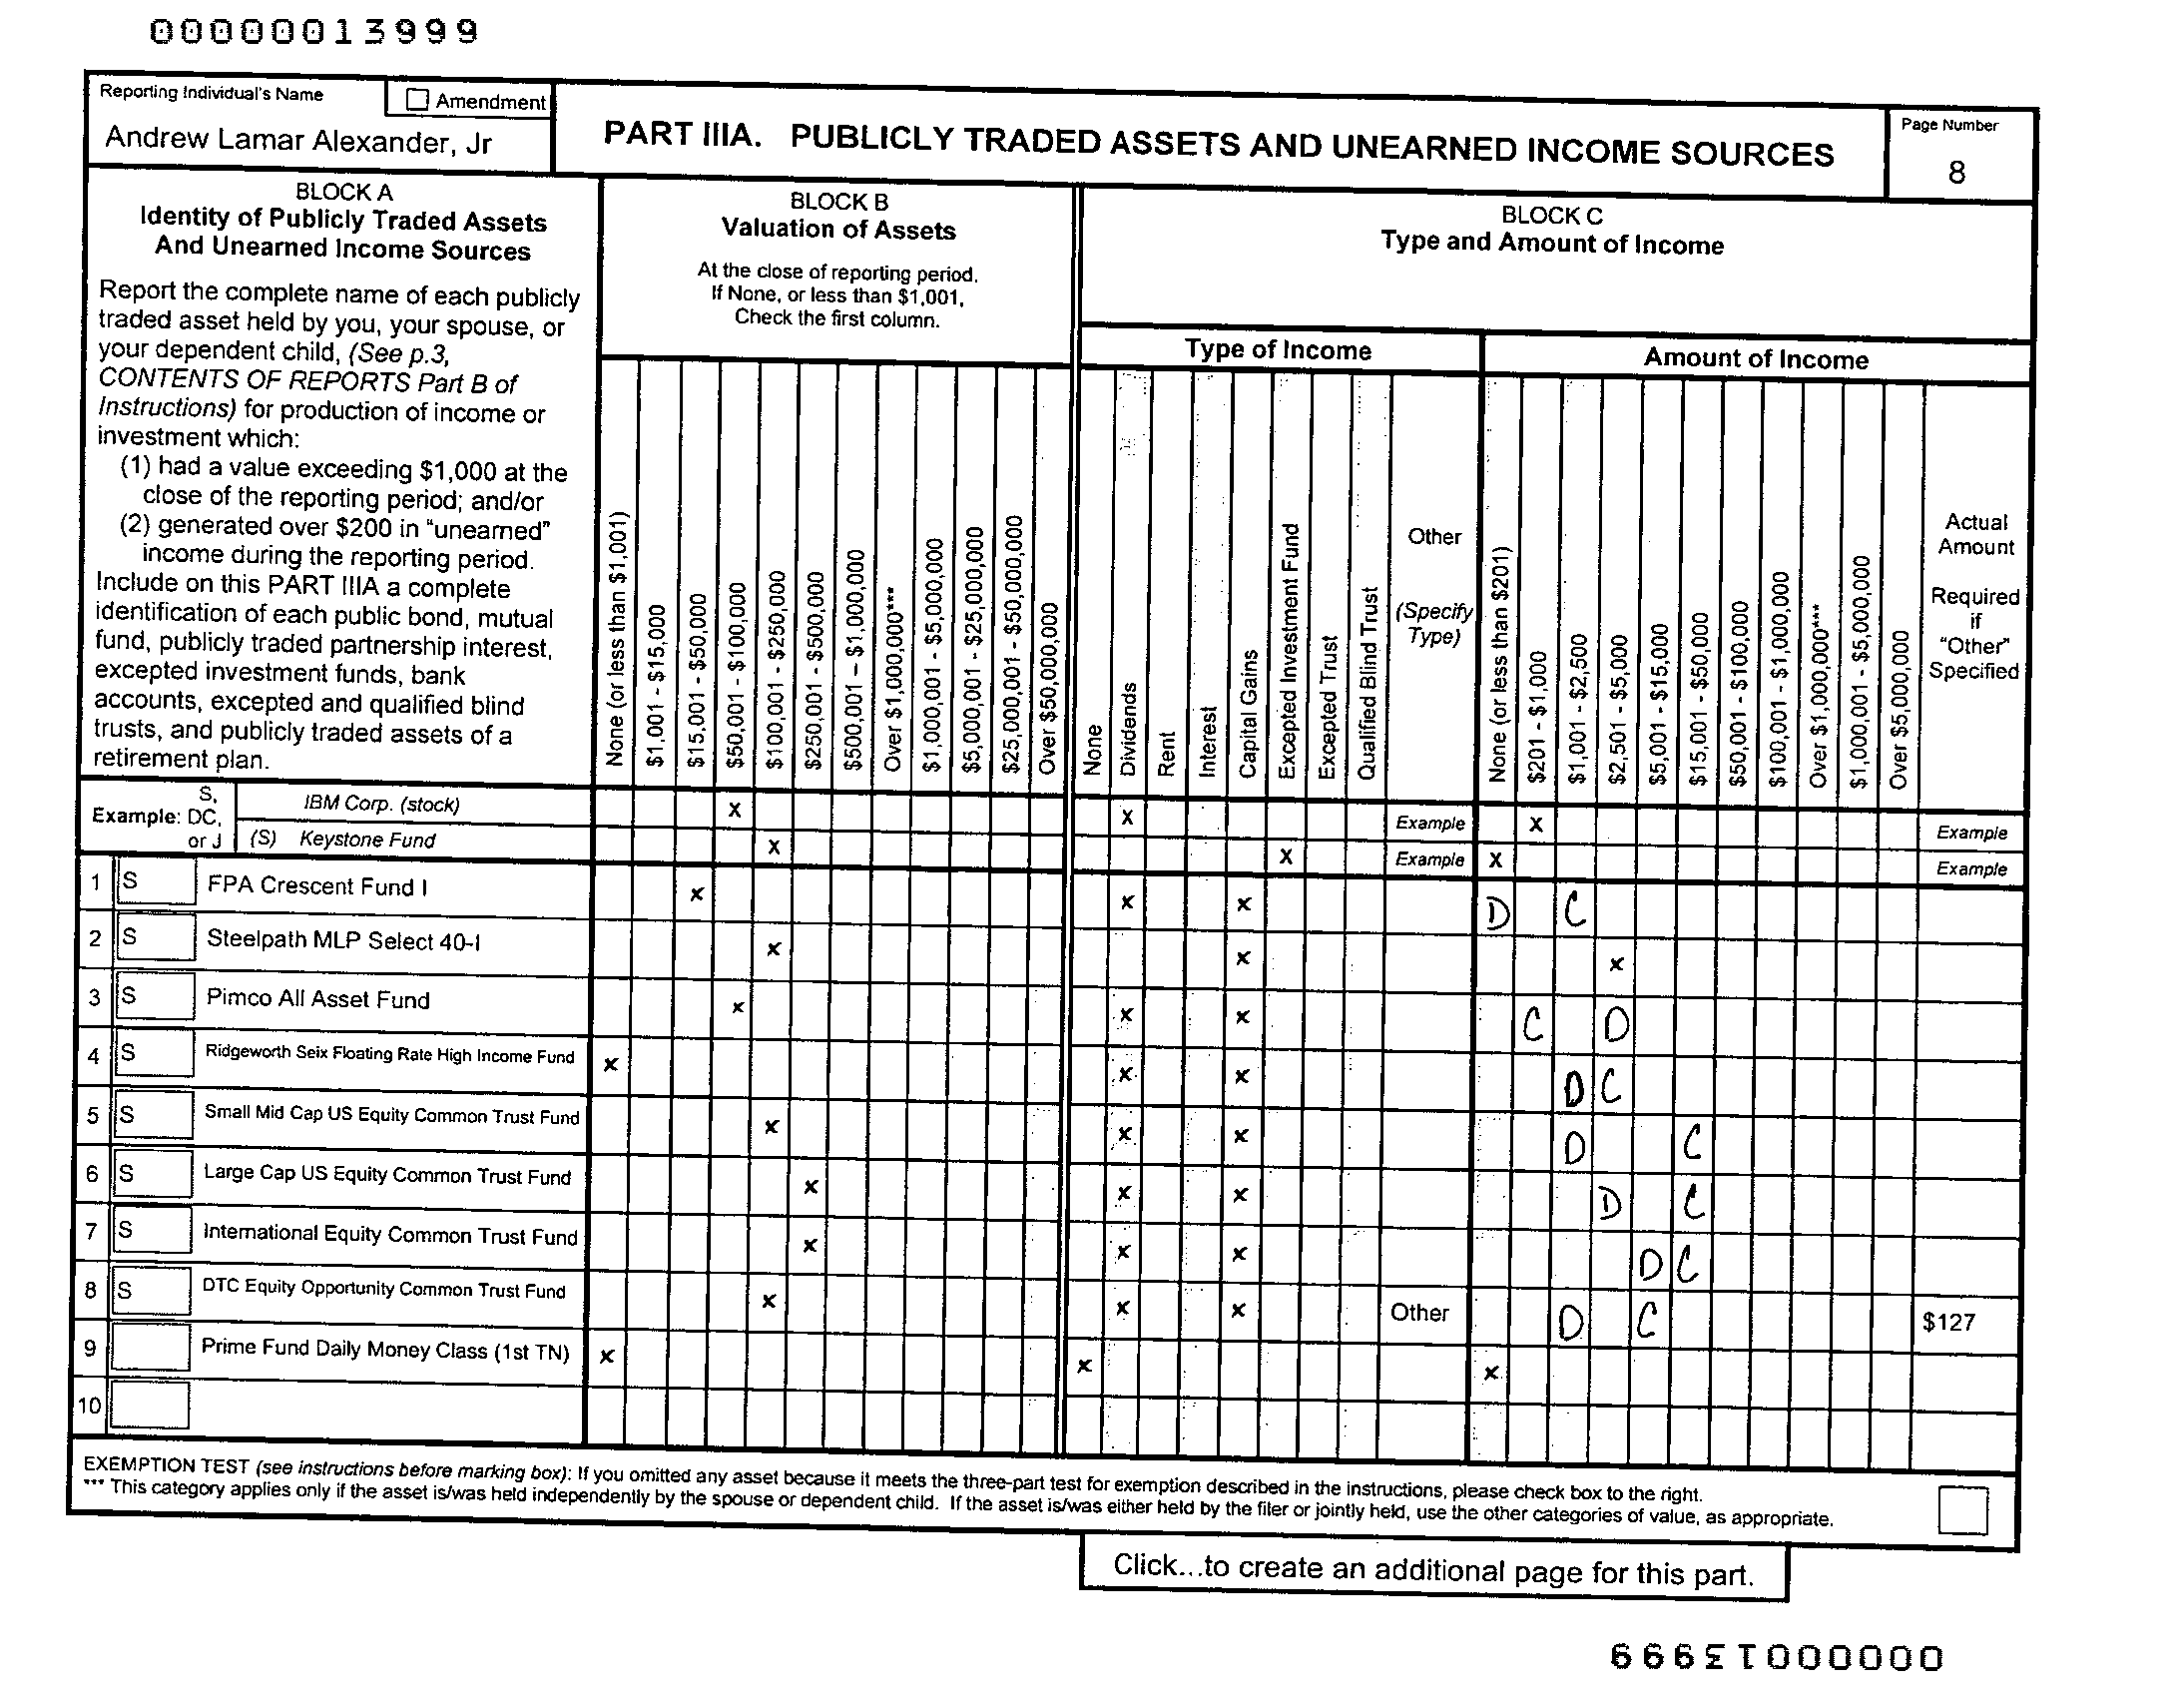 00000013999
Reporting Individual's Name
Amendment
Andrew Lamar Alexander, Jr
PART IIIA. PUBLICLY TRADED ASSETS AND UNEARNED INCOME SOURCES
Page Number
8
BLOCK A
Identity of Publicly Traded Assets
And Unearned Income Sources
Report the complete name of each publicly
traded asset held by you, your spouse, or
your dependent child, (See p.3,
CONTENTS OF REPORTS Part B of
Instructions) for production of income or
investment which:
(1) had a value exceeding $1,000 at the
close of the reporting period; and/or
(2) generated over $200 in "unearned"
income during the reporting period.
Include on this PART IIIA a complete
identification of each public bond, mutual
fund, publicly traded partnership interest,
excepted investment funds, bank
accounts, excepted and qualified blind
trusts, and publicly traded assets of a
retirement plan.
BLOCK B
Valuation of Assets
At the close of reporting period.
If None, or less than $1,001,
Check the first column.
BLOCK C
Type and Amount of Income
Type of Income
Amount of Income
None (or less than $1,001)
$1,001 - $15,000
$15,001 - $50,000
$50,001 - $100,000
$100,001 - $250,000
$250,001 - $500,000
$500,001 – $1,000,000
Over $1,000,000***
$1,000,001 - $5,000,000
$5,000,001 - $25,000,000
$25,000,001 - $50,000,000
Over $50,000,000
None
Dividends
Rent
Interest
Capital Gains
Excepted Investment Fund
Excepted Trust
Qualified Blind Trust
Other
(Specify
Type)
None (or less than $201)
$201 - $1,000
$1,001 - $2,500
$2,501 - $5,000
$5,001 - $15,000
$15,001 - $50,000
$50,001 - $100,000
$100,001 - $1,000,000
Over $1,000,000***
$1,000,001 - $5,000,000
Over $5,000,000
Actual
Amount
Required
if
"Other"
Specified
Example: S, DC, or J
IBM Corp. (stock) X X Example X Example
(S) Keystone Fund X X Example X Example
1 S FPA Crescent Fund I x x x D C
2 S Steelpath MLP Select 40-I x x x
3 S Pimco All Asset Fund x x x C D
4 S Ridgeworth Seix Floating Rate High Income Fund x x x D C
5 S Small Mid Cap US Equity Common Trust Fund x x x D C
6 S Large Cap US Equity Common Trust Fund x x x D C
7 S International Equity Common Trust Fund x x x D C
8 S DTC Equity Opportunity Common Trust Fund x x x Other D C $127
9 Prime Fund Daily Money Class (1st TN) x x x
10
EXEMPTION TEST (see instructions before marking box): If you omitted any asset because it meets the three-part test for exemption described in the instructions, please check box to the right.
*** This category applies only if the asset is/was held independently by the spouse or dependent child. If the asset is/was either held by the filer or jointly held, use the other categories of value, as appropriate.
Click...to create an additional page for this part.
00000013999